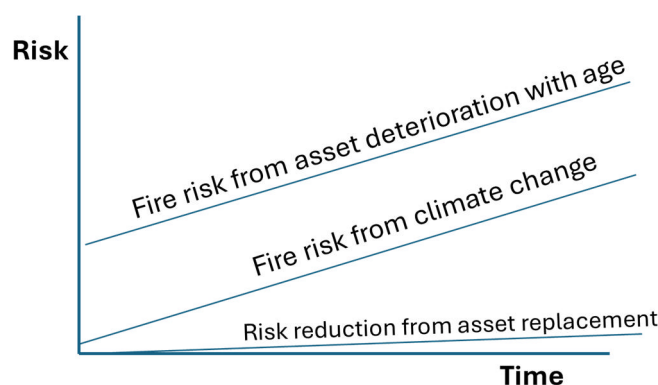 Risk
Fire risk from asset deterioration with age
Fire risk from climate change
Risk reduction from asset replacement
Time